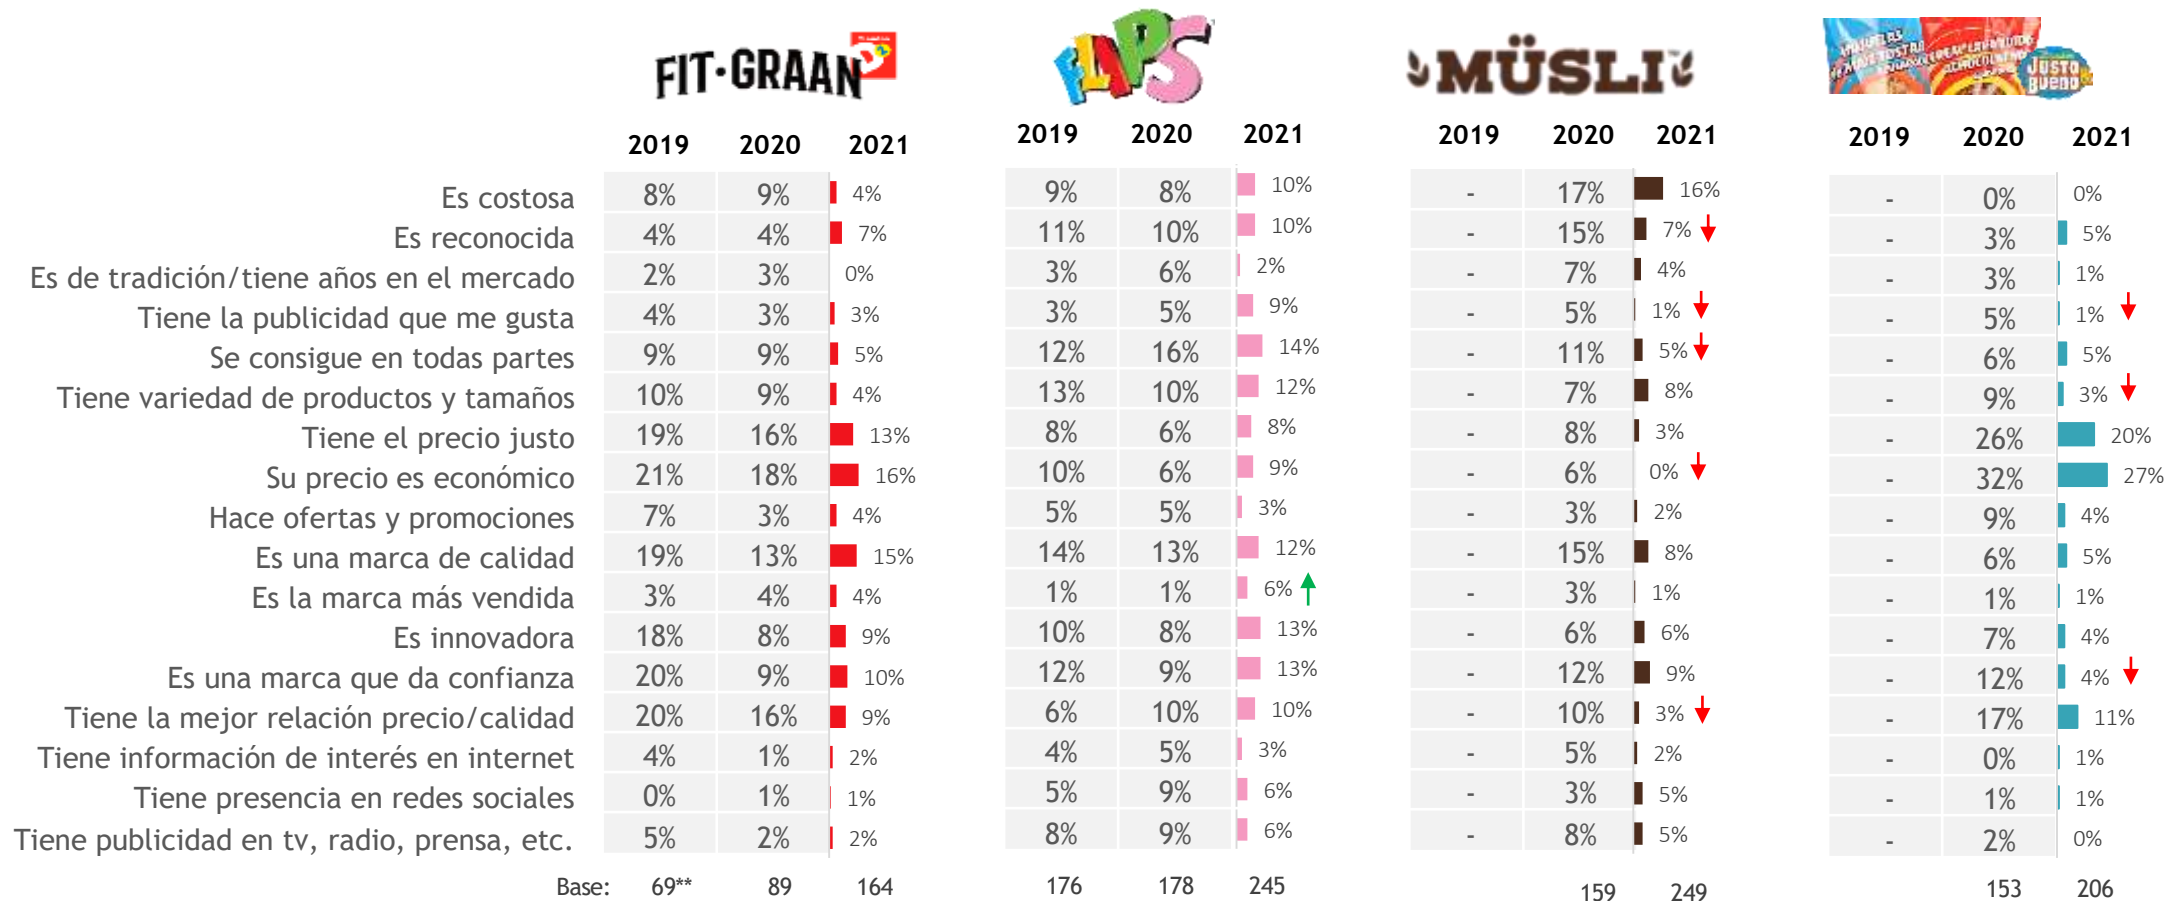 FIT·GRAAN
FLAPS
MÜSLI
JUSTO
BUENO
2019 2020 2021 2019 2020 2021 2019 2020 2021 2019 2020 2021
Es costosa 8% 9% 4% 9% 8% 10% - 17% 16% - 0% 0%
Es reconocida 4% 4% 7% 11% 10% 10% - 15% 7% - 3% 5%
Es de tradición/tiene años en el mercado 2% 3% 0% 3% 6% 2% - 7% 4% - 3% 1%
Tiene la publicidad que me gusta 4% 3% 3% 3% 5% 9% - 5% 1% - 5% 1%
Se consigue en todas partes 9% 9% 5% 12% 16% 14% - 11% 5% - 6% 5%
Tiene variedad de productos y tamaños 10% 9% 4% 13% 10% 12% - 7% 8% - 9% 3%
Tiene el precio justo 19% 16% 13% 8% 6% 8% - 8% 3% - 26% 20%
Su precio es económico 21% 18% 16% 10% 6% 9% - 6% 0% - 32% 27%
Hace ofertas y promociones 7% 3% 4% 5% 5% 3% - 3% 2% - 9% 4%
Es una marca de calidad 19% 13% 15% 14% 13% 12% - 15% 8% - 6% 5%
Es la marca más vendida 3% 4% 4% 1% 1% 6% - 3% 1% - 1% 1%
Es innovadora 18% 8% 9% 10% 8% 13% - 6% 6% - 7% 4%
Es una marca que da confianza 20% 9% 10% 12% 9% 13% - 12% 9% - 12% 4%
Tiene la mejor relación precio/calidad 20% 16% 9% 6% 10% 10% - 10% 3% - 17% 11%
Tiene información de interés en internet 4% 1% 2% 4% 5% 3% - 5% 2% - 0% 1%
Tiene presencia en redes sociales 0% 1% 1% 5% 9% 6% - 3% 5% - 1% 1%
Tiene publicidad en tv, radio, prensa, etc. 5% 2% 2% 8% 9% 6% - 8% 5% - 2% 0%
Base: 69** 89 164 176 178 245 159 249 153 206